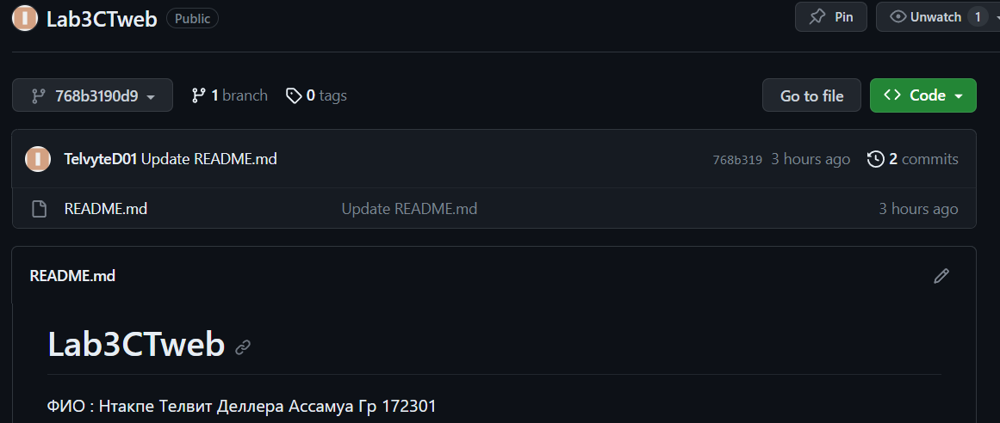 Lab3CTweb Public Pin Unwatch 1
768b3190d9 1 branch 0 tags Go to file <> Code
TelvyteD01 Update README.md 768b319 3 hours ago 2 commits
README.md Update README.md 3 hours ago
README.md
Lab3CTweb
ФИО : Нтакпе Телвит Деллера Ассамуа Гр 172301